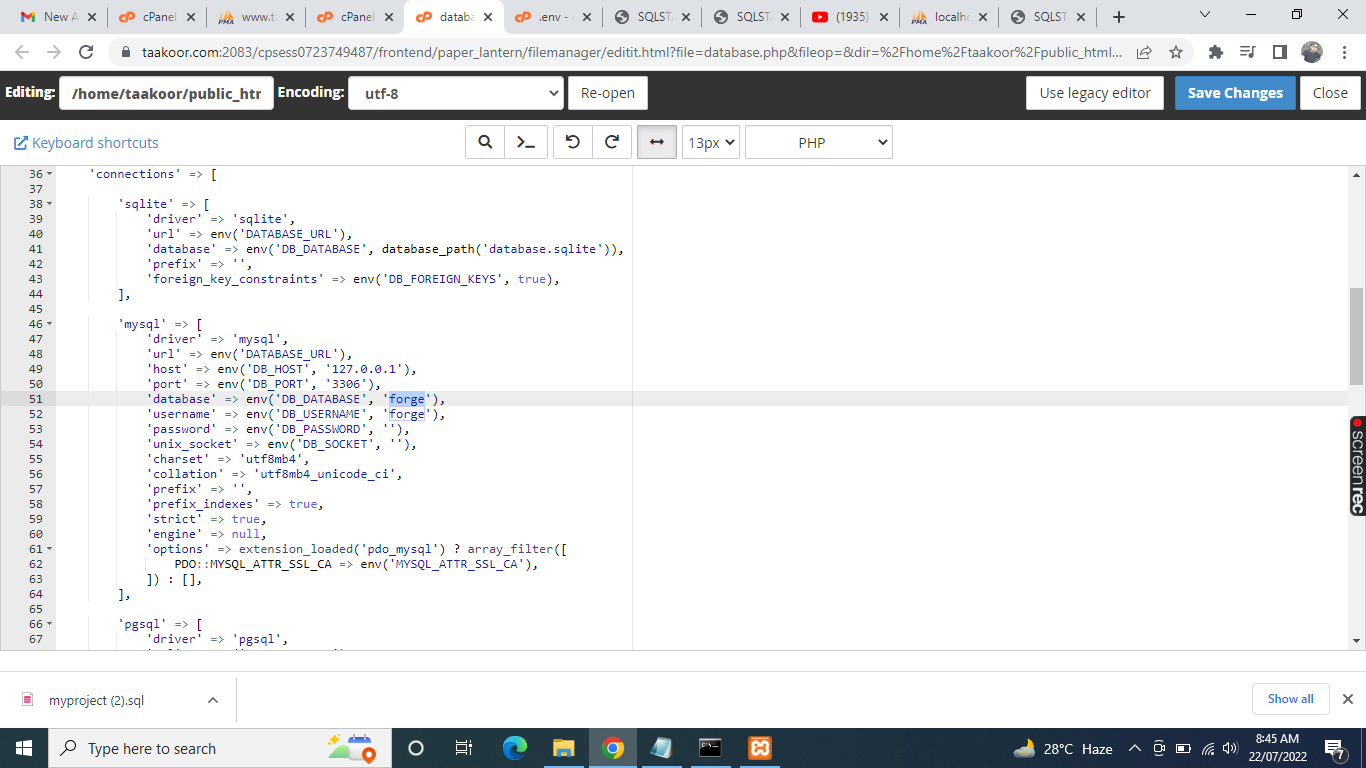 New A
cPanel
www.ta
cPanel
databa
.env - c
SQLSTA
SQLSTA
(1935)
localho
SQLSTA
taakoor.com:2083/cpsess0723749487/frontend/paper_lantern/filemanager/editit.html?file=database.php&fileop=&dir=%2Fhome%2Ftaakoor%2Fpublic_html...
Editing: /home/taakoor/public_htr Encoding: utf-8 Re-open Use legacy editor Save Changes Close
Keyboard shortcuts 13px PHP
36 'connections' => [
37
38 'sqlite' => [
39 'driver' => 'sqlite',
40 'url' => env('DATABASE_URL'),
41 'database' => env('DB_DATABASE', database_path('database.sqlite')),
42 'prefix' => '',
43 'foreign_key_constraints' => env('DB_FOREIGN_KEYS', true),
44 ],
45
46 'mysql' => [
47 'driver' => 'mysql',
48 'url' => env('DATABASE_URL'),
49 'host' => env('DB_HOST', '127.0.0.1'),
50 'port' => env('DB_PORT', '3306'),
51 'database' => env('DB_DATABASE', 'forge'),
52 'username' => env('DB_USERNAME', 'forge'),
53 'password' => env('DB_PASSWORD', ''),
54 'unix_socket' => env('DB_SOCKET', ''),
55 'charset' => 'utf8mb4',
56 'collation' => 'utf8mb4_unicode_ci',
57 'prefix' => '',
58 'prefix_indexes' => true,
59 'strict' => true,
60 'engine' => null,
61 'options' => extension_loaded('pdo_mysql') ? array_filter([
62 PDO::MYSQL_ATTR_SSL_CA => env('MYSQL_ATTR_SSL_CA'),
63 ]) : [],
64 ],
65
66 'pgsql' => [
67 'driver' => 'pgsql',
screenrec
myproject (2).sql
Show all
Type here to search
28°C Haze
8:45 AM
22/07/2022
7